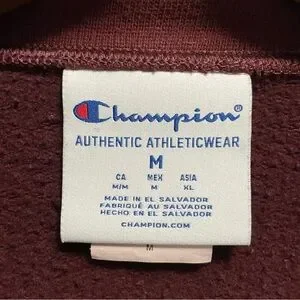 Champion®
AUTHENTIC ATHLETICWEAR
M
CA MEX ASIA
M/M M XL
MADE IN EL SALVADOR
FABRIQUÉ AU SALVADOR
HECHO EN EL SALVADOR
CHAMPION.COM
M